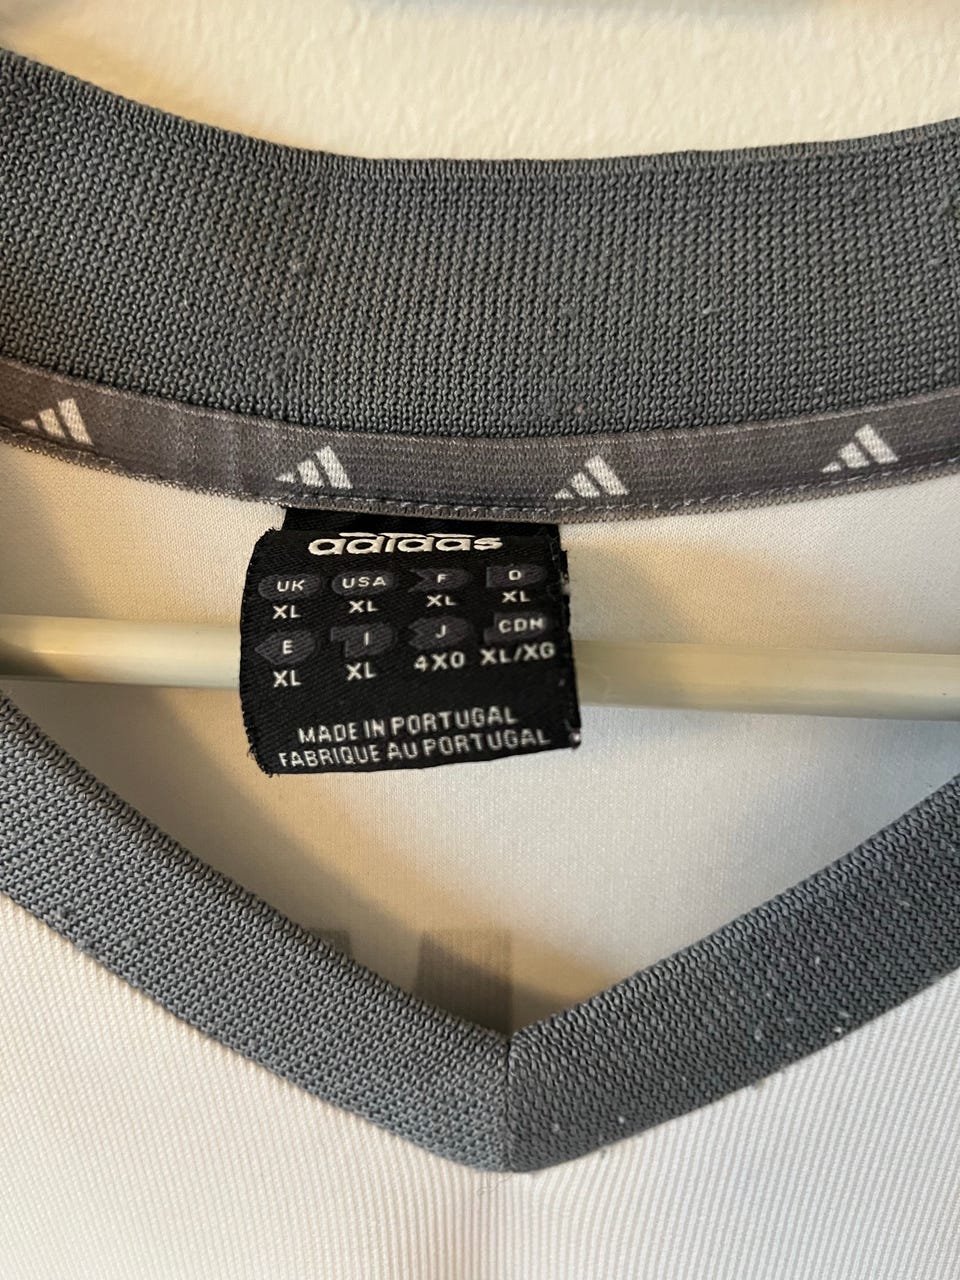 adidas
UK USA F D
XL XL XL XL
E I J CDN
XL XL 4XO XL/XG
MADE IN PORTUGAL
FABRIQUE AU PORTUGAL